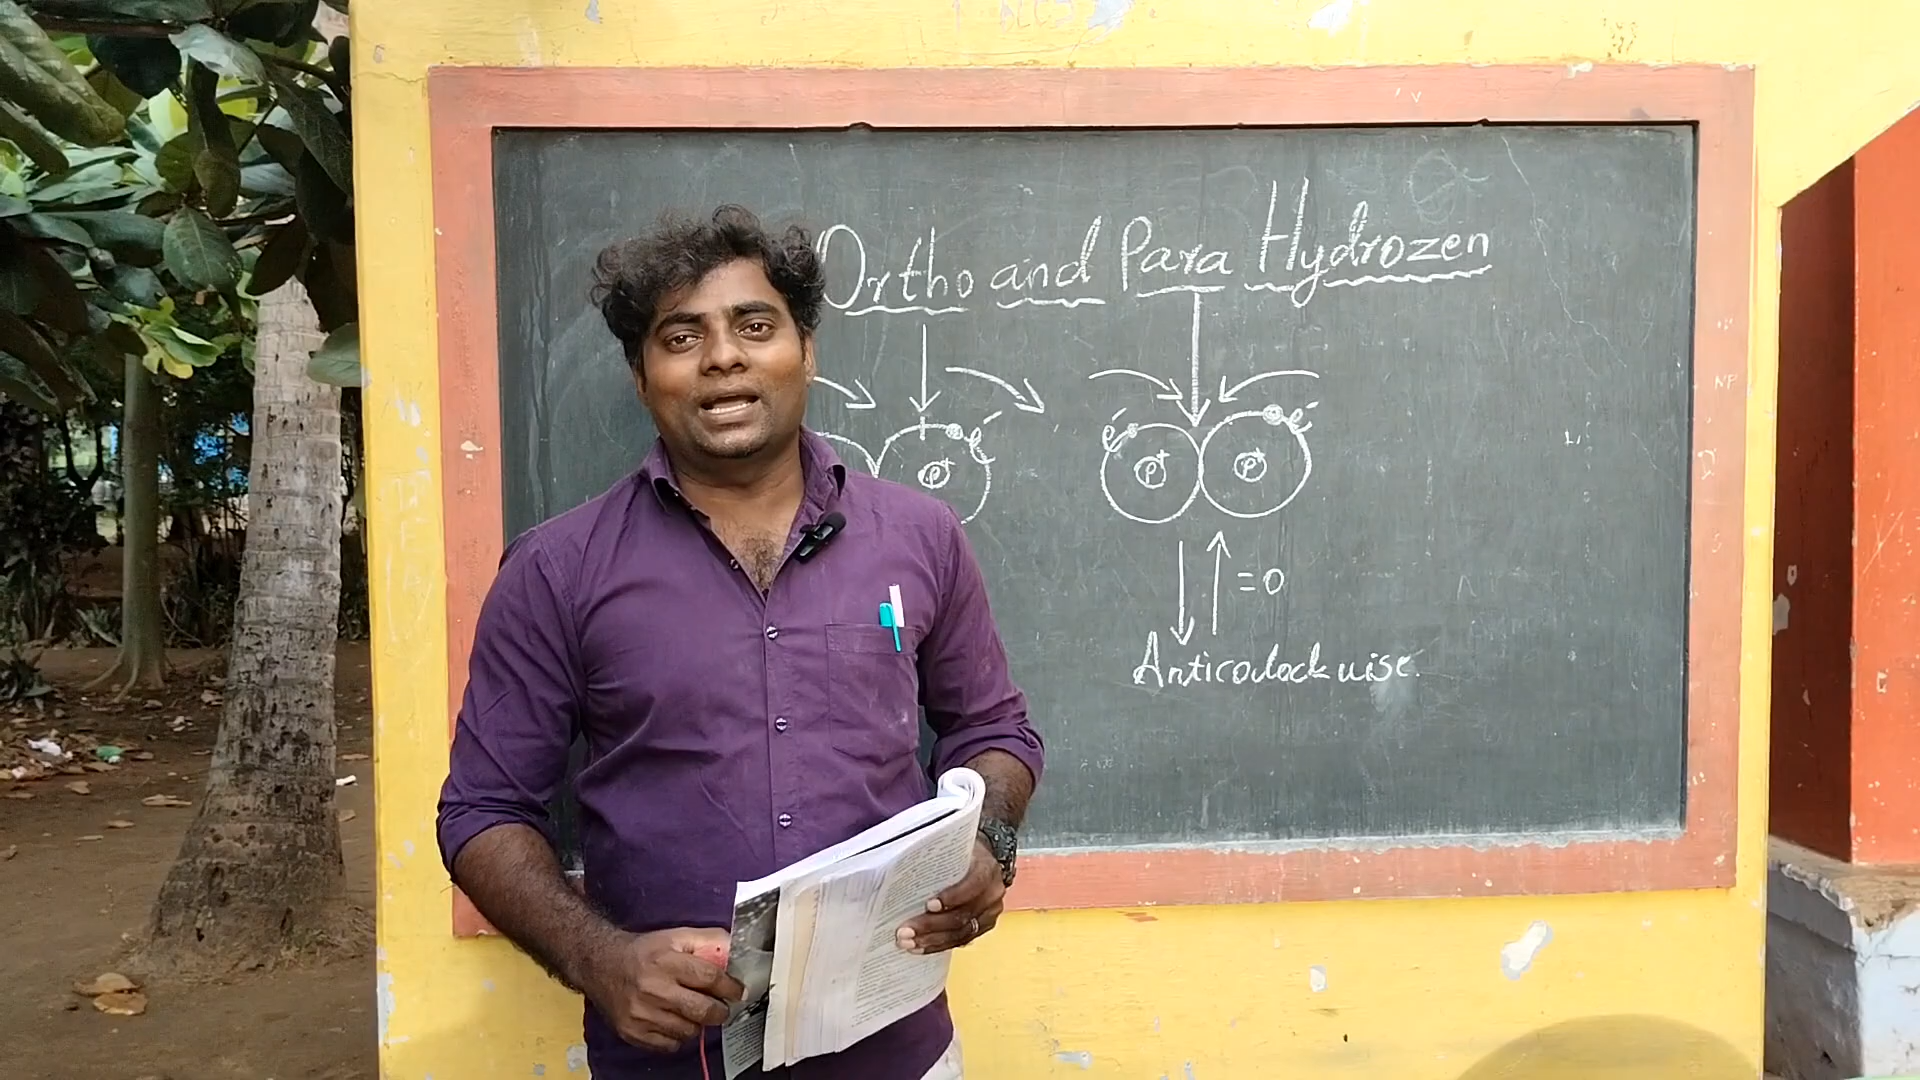 Ortho and Para Hydrozen
e⁻ e⁻ e⁻
p⁺ p⁺ p⁺
=0
Anticolockwise.